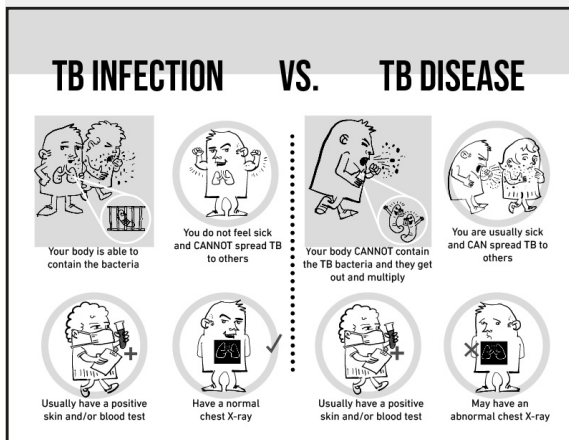 TB INFECTION VS. TB DISEASE
Your body is able to
contain the bacteria
You do not feel sick
and CANNOT spread TB
to others
Your body CANNOT contain
the TB bacteria and they get
out and multiply
You are usually sick
and CAN spread TB to
others
Usually have a positive
skin and/or blood test
Have a normal
chest X-ray
Usually have a positive
skin and/or blood test
May have an
abnormal chest X-ray